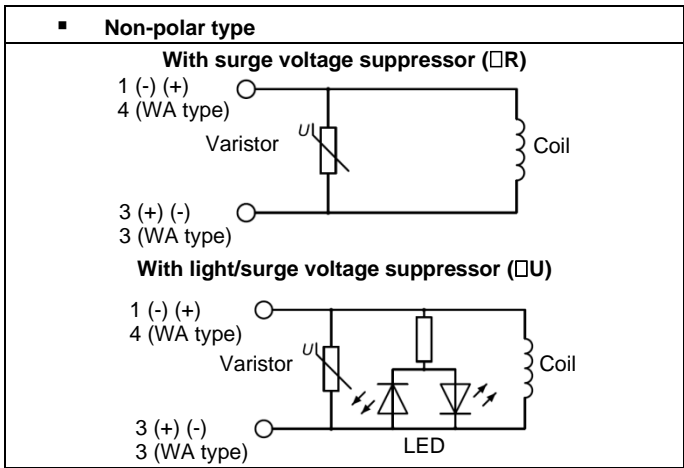 ▪ Non-polar type
With surge voltage suppressor (□R)
1 (-) (+)
4 (WA type)
Varistor U Coil
3 (+) (-)
3 (WA type)
With light/surge voltage suppressor (□U)
1 (-) (+)
4 (WA type)
Varistor U Coil
3 (+) (-)
3 (WA type)
LED